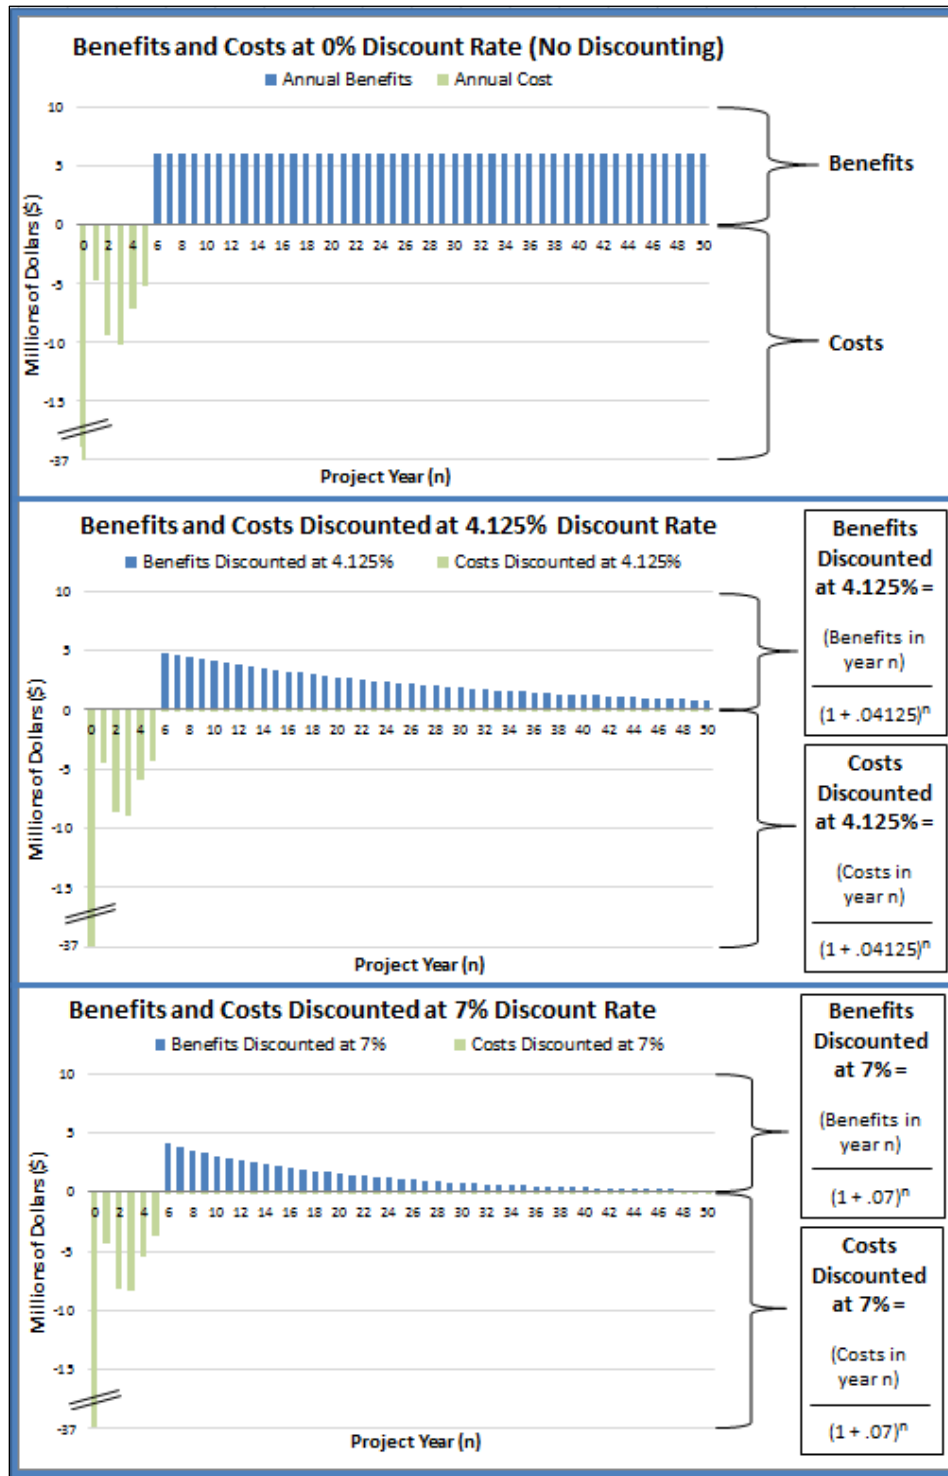 Benefits and Costs at 0% Discount Rate (No Discounting)
Annual Benefits Annual Cost
10
5
0
-5
-10
-15
-37
Millions of Dollars ($)
0 2 4 6 8 10 12 14 16 18 20 22 24 26 28 30 32 34 36 38 40 42 44 46 48 50
Project Year (n)
Benefits
Costs
Benefits and Costs Discounted at 4.125% Discount Rate
Benefits Discounted at 4.125% Costs Discounted at 4.125%
10
5
0
-5
-10
-15
-37
Millions of Dollars ($)
0 2 4 6 8 10 12 14 16 18 20 22 24 26 28 30 32 34 36 38 40 42 44 46 48 50
Project Year (n)
Benefits
Discounted
at 4.125% =
(Benefits in
year n)
(1 + .04125)ⁿ
Costs
Discounted
at 4.125% =
(Costs in
year n)
(1 + .04125)ⁿ
Benefits and Costs Discounted at 7% Discount Rate
Benefits Discounted at 7% Costs Discounted at 7%
10
5
0
-5
-10
-15
-37
Millions of Dollars ($)
0 2 4 6 8 10 12 14 16 18 20 22 24 26 28 30 32 34 36 38 40 42 44 46 48 50
Project Year (n)
Benefits
Discounted
at 7% =
(Benefits in
year n)
(1 + .07)ⁿ
Costs
Discounted
at 7% =
(Costs in
year n)
(1 + .07)ⁿ